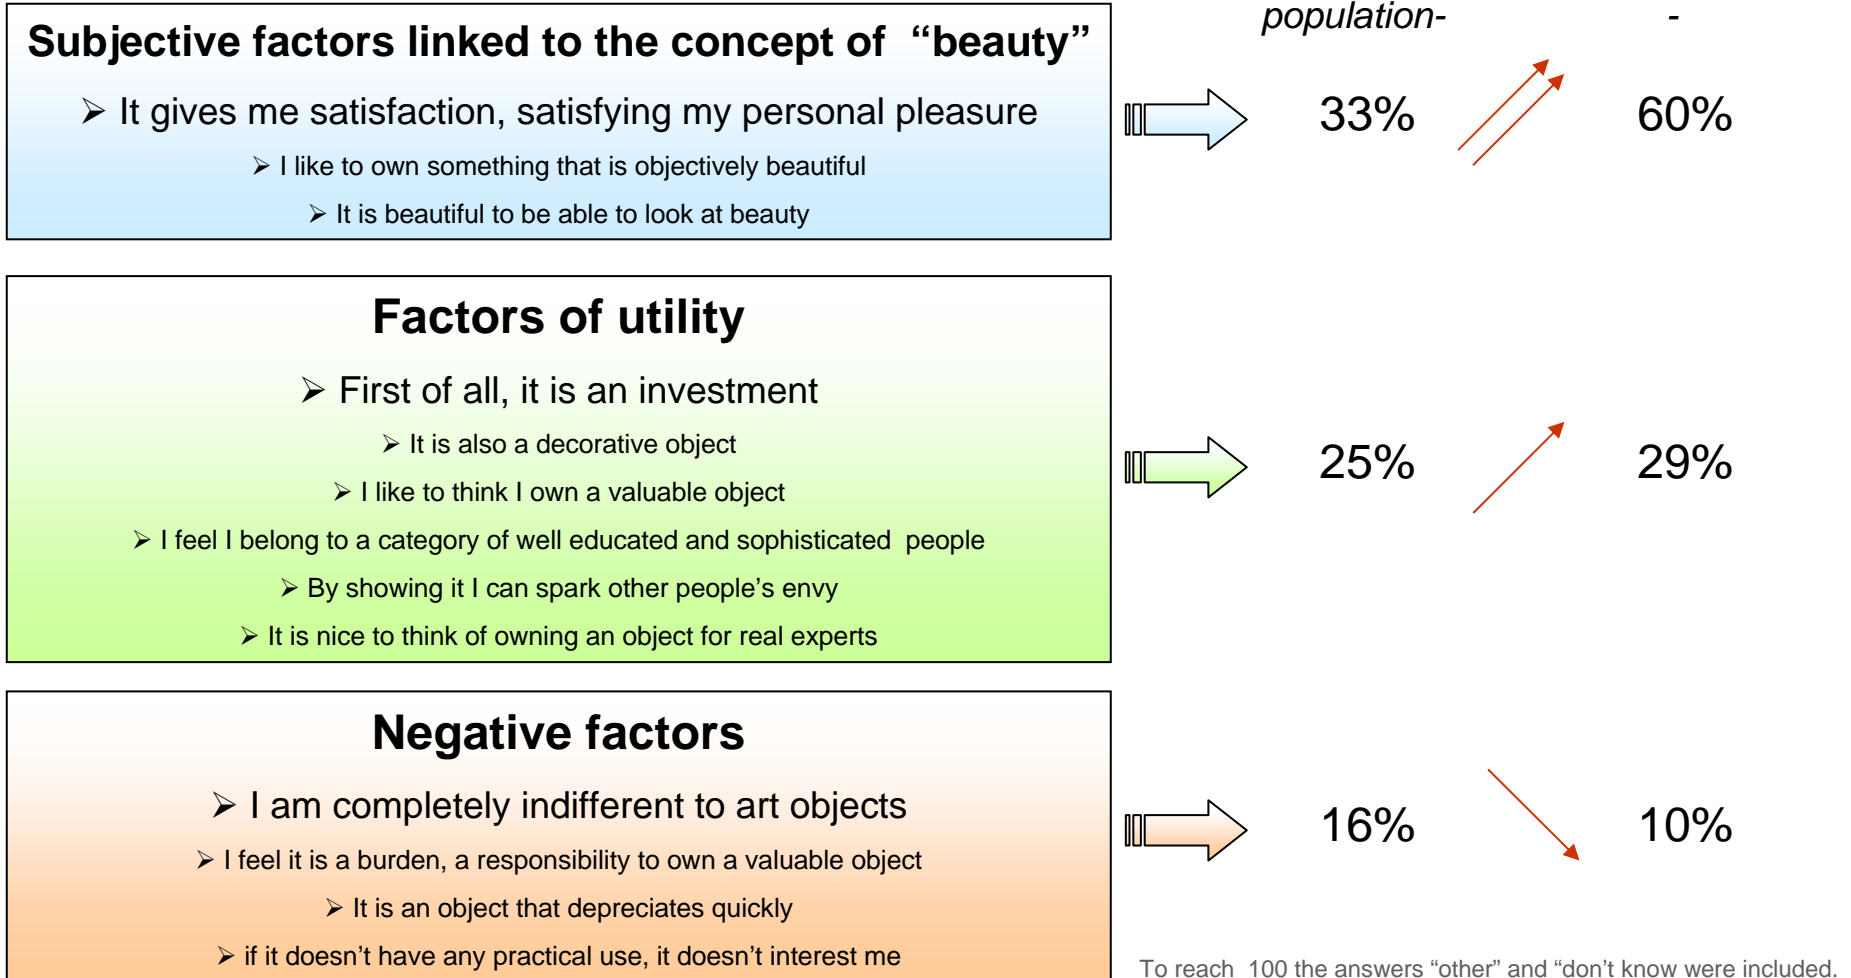 population-
-
Subjective factors linked to the concept of “beauty”
➢ It gives me satisfaction, satisfying my personal pleasure
➢ I like to own something that is objectively beautiful
➢ It is beautiful to be able to look at beauty
33%
60%
Factors of utility
➢ First of all, it is an investment
➢ It is also a decorative object
➢ I like to think I own a valuable object
➢ I feel I belong to a category of well educated and sophisticated people
➢ By showing it I can spark other people’s envy
➢ It is nice to think of owning an object for real experts
25%
29%
Negative factors
➢ I am completely indifferent to art objects
➢ I feel it is a burden, a responsibility to own a valuable object
➢ It is an object that depreciates quickly
➢ if it doesn’t have any practical use, it doesn’t interest me
16%
10%
To reach 100 the answers “other” and “don’t know were included.